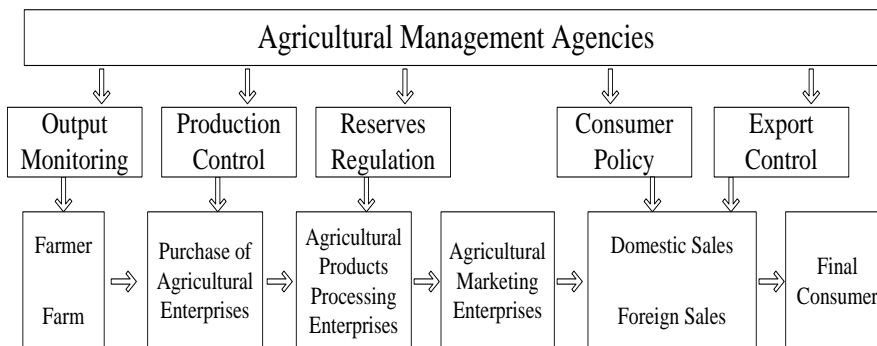 Agricultural Management Agencies
Output
Monitoring
Production
Control
Reserves
Regulation
Consumer
Policy
Export
Control
Farmer
Farm
Purchase of
Agricultural
Enterprises
Agricultural
Products
Processing
Enterprises
Agricultural
Marketing
Enterprises
Domestic Sales
Foreign Sales
Final
Consumer